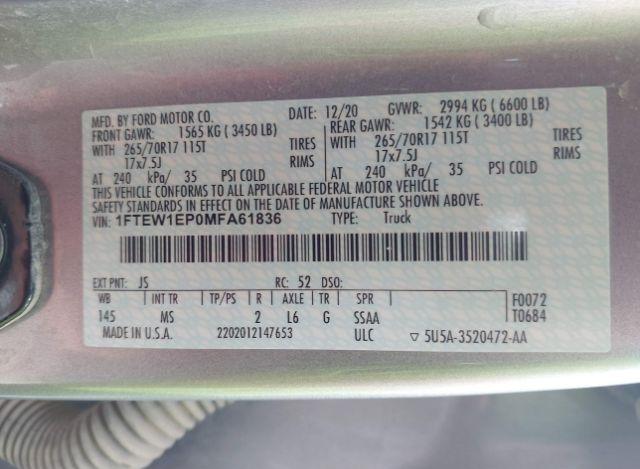 MFD. BY FORD MOTOR CO. DATE: 12/20 GVWR: 2994 KG ( 6600 LB)
FRONT GAWR: 1565 KG ( 3450 LB) REAR GAWR: 1542 KG ( 3400 LB)
WITH 265/70R17 115T TIRES WITH 265/70R17 115T TIRES
17x7.5J RIMS 17x7.5J RIMS
AT 240 kPa/ 35 PSI COLD AT 240 kPa/ 35 PSI COLD
THIS VEHICLE CONFORMS TO ALL APPLICABLE FEDERAL MOTOR VEHICLE
SAFETY STANDARDS IN EFFECT ON THE DATE OF MANUFACTURE SHOWN ABOVE.
VIN: 1FTEW1EP0MFA61836 TYPE: Truck
EXT PNT: JS RC: 52 DSO:
WB INT TR TP/PS R AXLE TR SPR F0072
145 MS 2 L6 G SSAA T0684
MADE IN U.S.A. 2202012147653 ULC ▽ 5U5A-3520472-AA